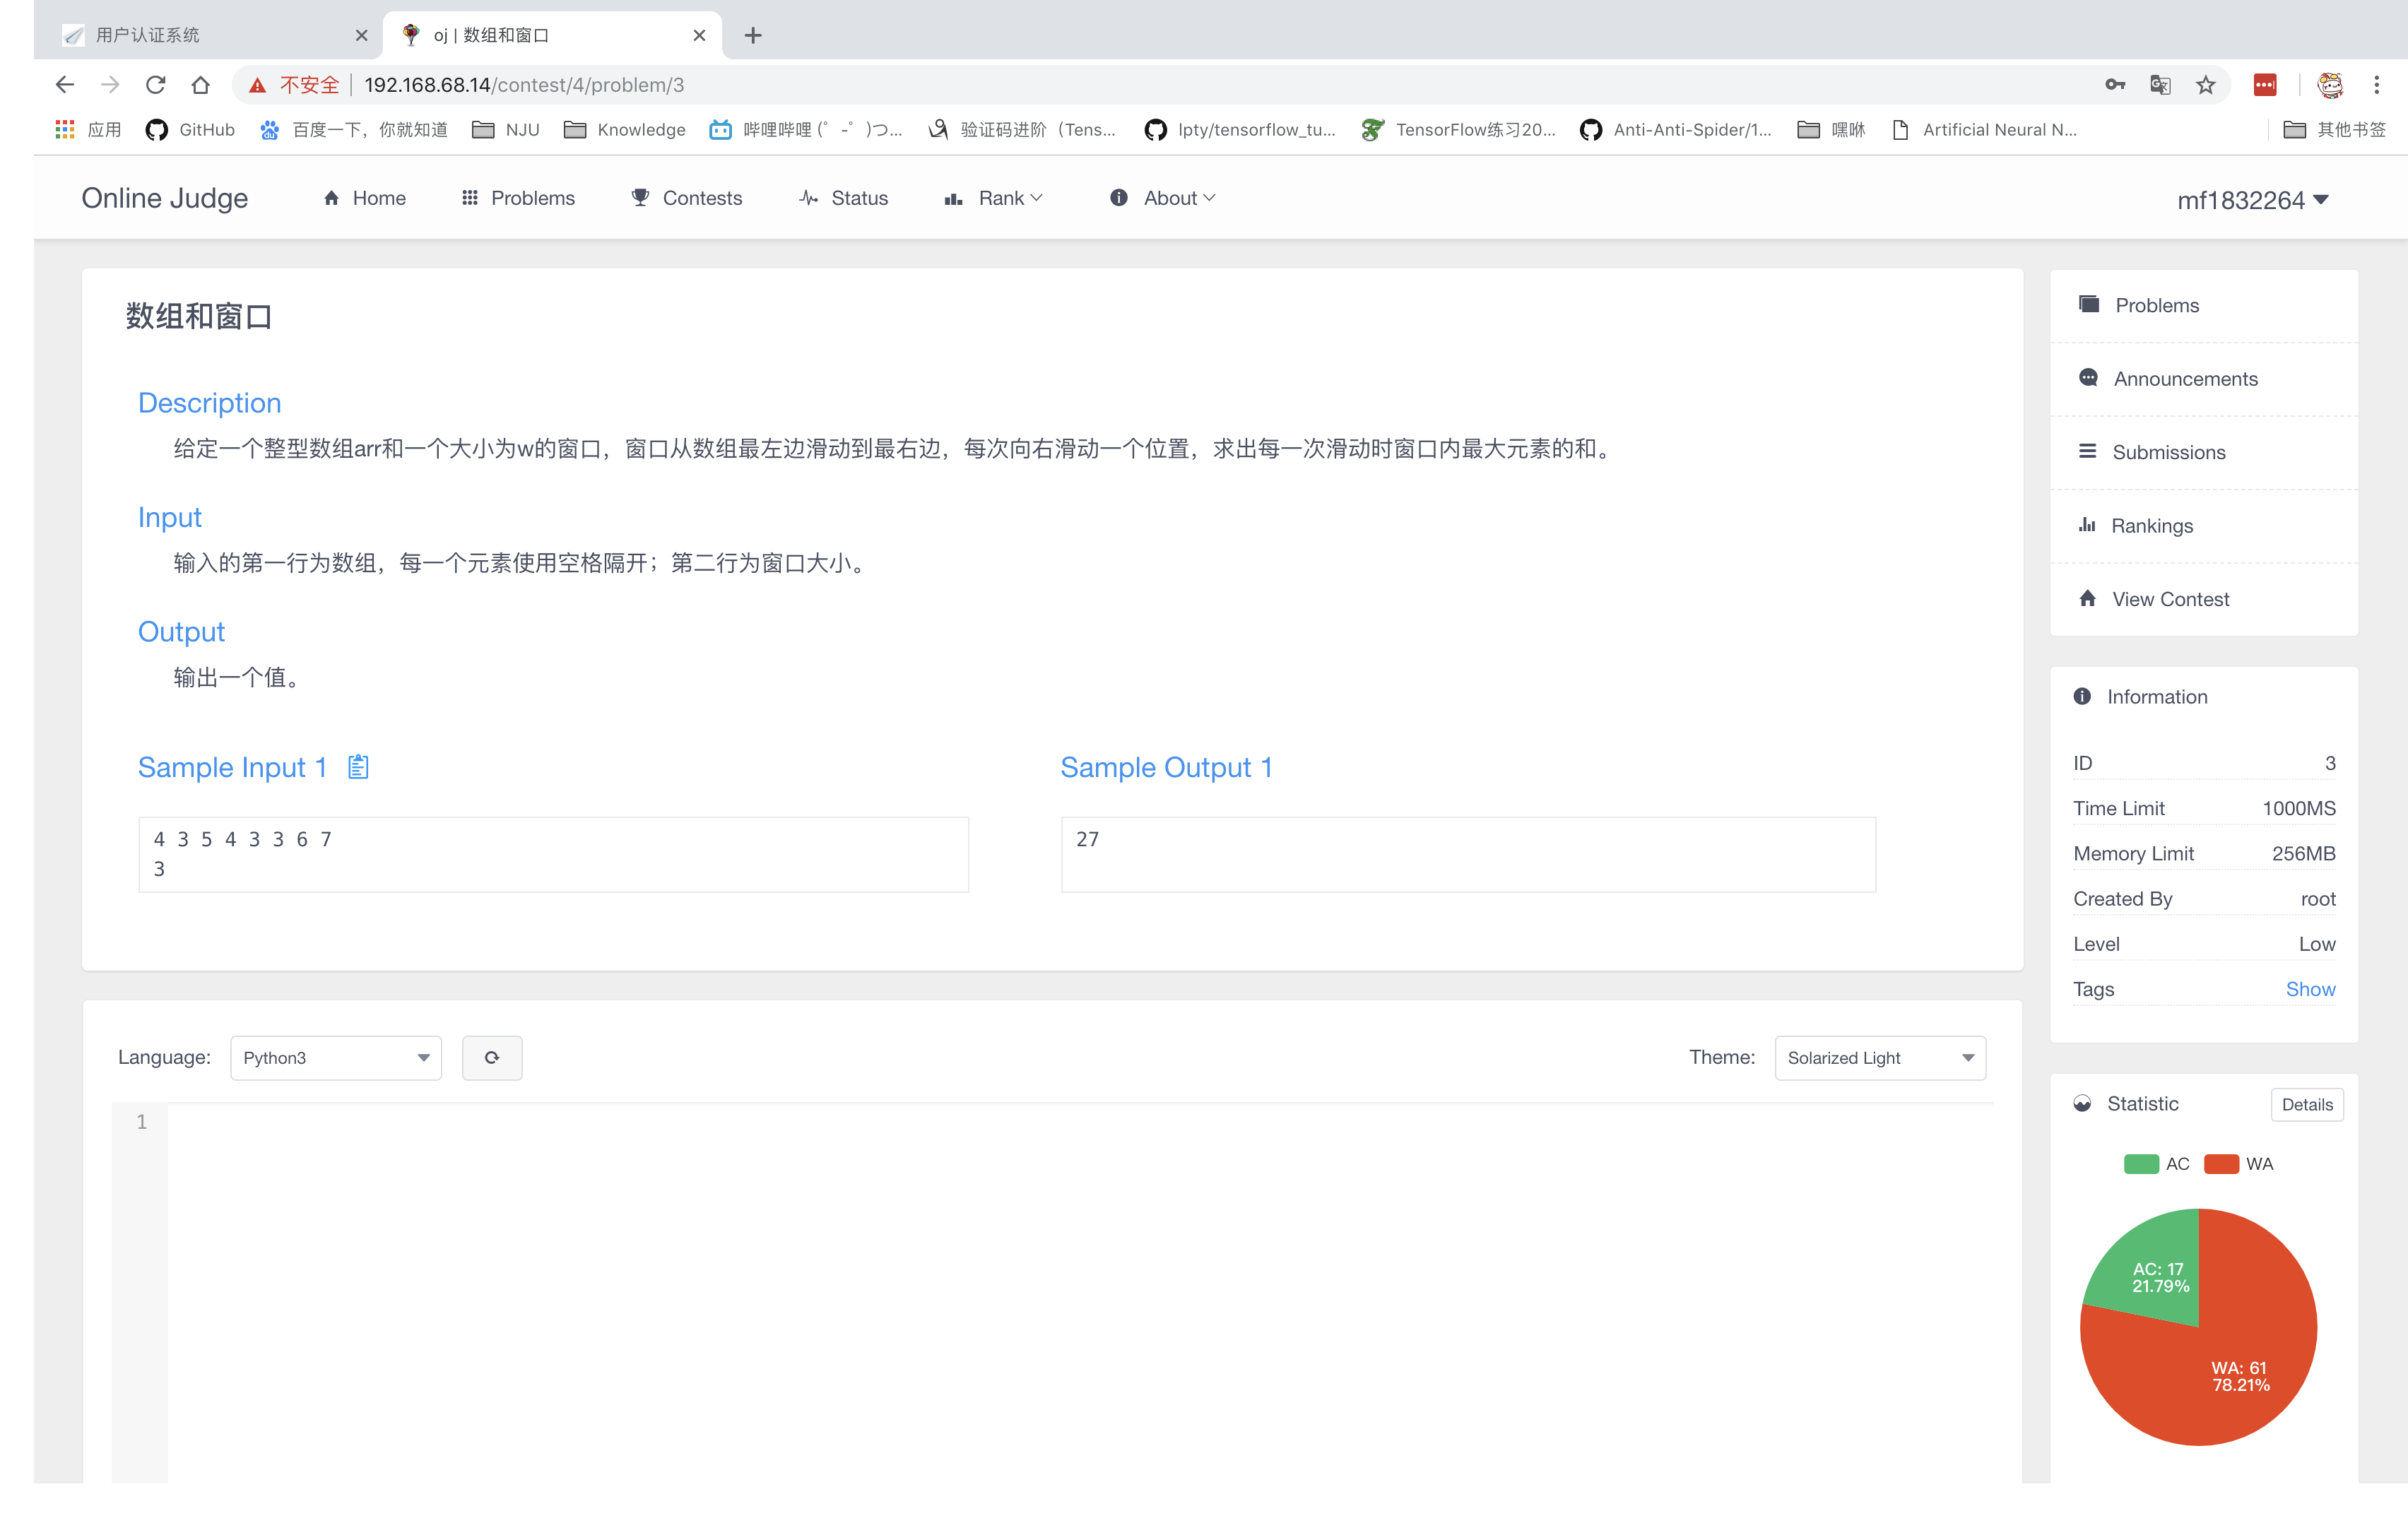 用户认证系统
oj | 数组和窗口
不安全 192.168.68.14/contest/4/problem/3
应用 GitHub 百度一下，你就知道 NJU Knowledge 哔哩哔哩 (゜-゜)つ... 验证码进阶（Tens... lpty/tensorflow_tu... TensorFlow练习20... Anti-Anti-Spider/1... 嘿咻 Artificial Neural N... 其他书签
Online Judge Home Problems Contests Status Rank About mf1832264
数组和窗口
Description
给定一个整型数组arr和一个大小为w的窗口，窗口从数组最左边滑动到最右边，每次向右滑动一个位置，求出每一次滑动时窗口内最大元素的和。
Input
输入的第一行为数组，每一个元素使用空格隔开；第二行为窗口大小。
Output
输出一个值。
Sample Input 1
4 3 5 4 3 3 6 7
3
Sample Output 1
27
Language: Python3
Theme: Solarized Light
1
Problems
Announcements
Submissions
Rankings
View Contest
Information
ID 3
Time Limit 1000MS
Memory Limit 256MB
Created By root
Level Low
Tags Show
Statistic Details
AC WA
AC: 17
21.79%
WA: 61
78.21%